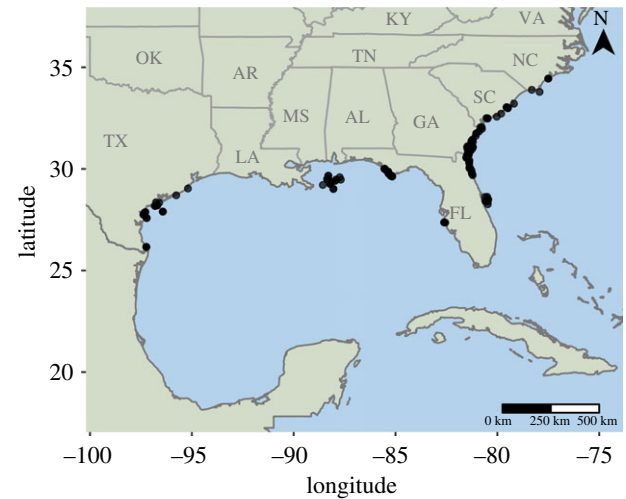 KY
VA
N
OK
TN
NC
AR
SC
MS
AL
GA
TX
LA
FL
35
30
25
20
latitude
0 km
250 km
500 km
–100
–95
–90
–85
–80
–75
longitude